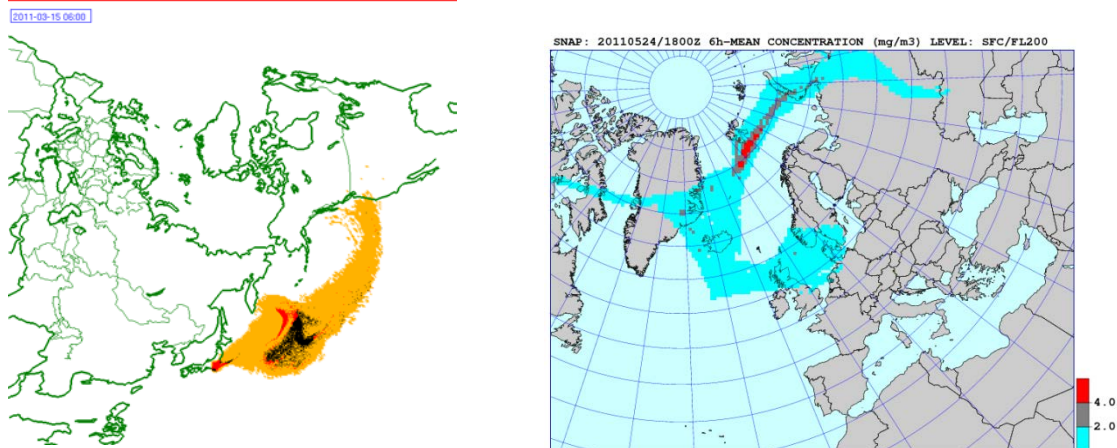 2011-03-15 06:00
SNAP: 20110524/1800Z 6h-MEAN CONCENTRATION (mg/m3) LEVEL: SFC/FL200
4.0
2.0